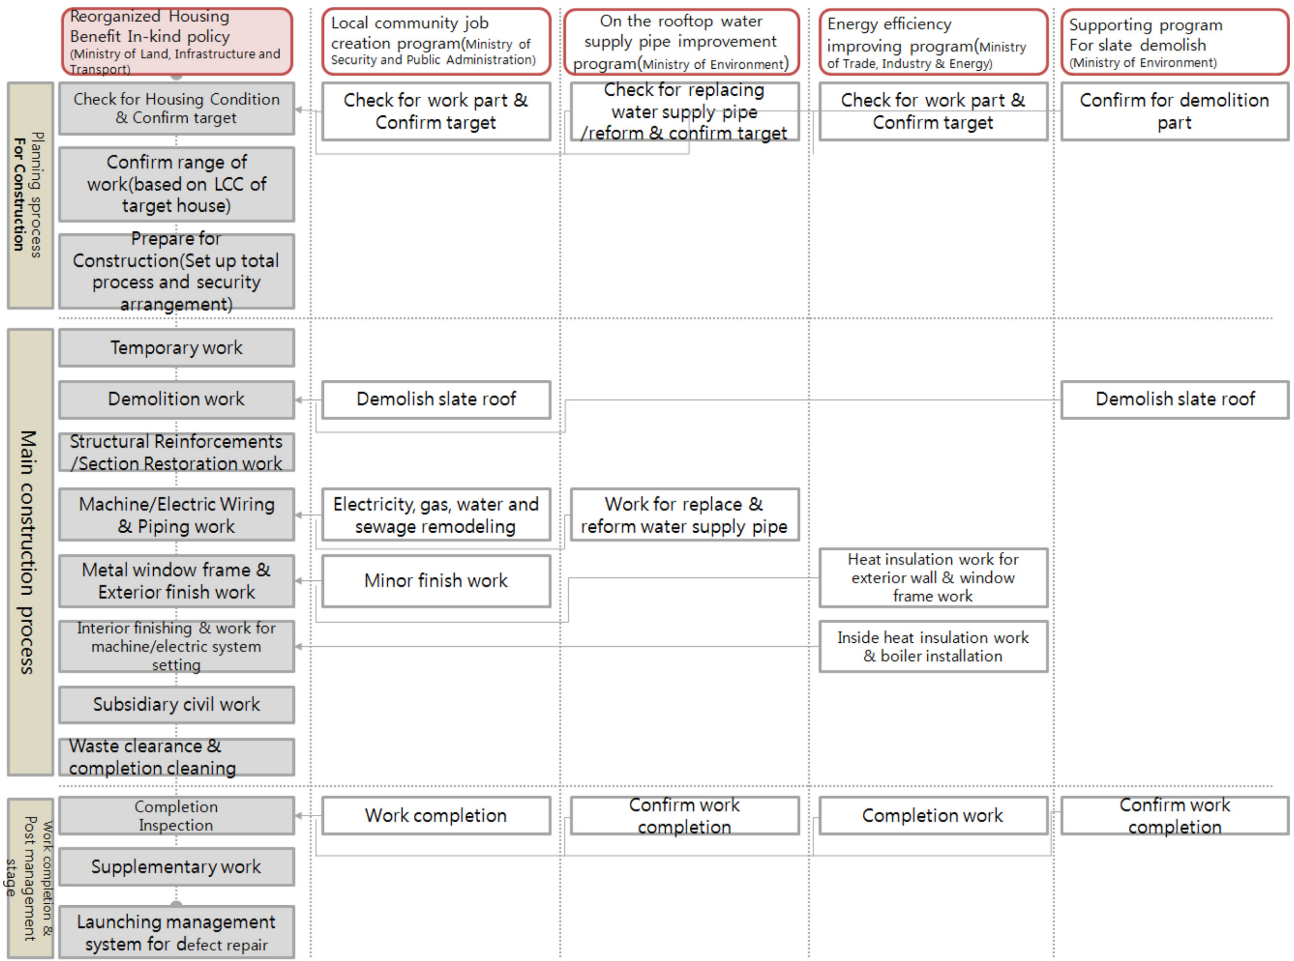 Reorganized Housing
Benefit In-kind policy
(Ministry of Land, Infrastructure and
Transport)
Local community job
creation program(Ministry of
Security and Public Administration)
On the rooftop water
supply pipe improvement
program(Ministry of Environment)
Energy efficiency
improving program(Ministry
of Trade, Industry & Energy)
Supporting program
For slate demolish
(Ministry of Environment)
Planning sprocess
For Construction
Check for Housing Condition
& Confirm target
Check for work part &
Confirm target
Check for replacing
water supply pipe
/reform & confirm target
Check for work part &
Confirm target
Confirm for demolition
part
Confirm range of
work(based on LCC of
target house)
Prepare for
Construction(Set up total
process and security
arrangement)
Main construction process
Temporary work
Demolition work
Demolish slate roof
Demolish slate roof
Structural Reinforcements
/Section Restoration work
Machine/Electric Wiring
& Piping work
Electricity, gas, water and
sewage remodeling
Work for replace &
reform water supply pipe
Metal window frame &
Exterior finish work
Minor finish work
Heat insulation work for
exterior wall & window
frame work
Interior finishing & work for
machine/electric system
setting
Inside heat insulation work
& boiler installation
Subsidiary civil work
Waste clearance &
completion cleaning
Work completion &
Post management
stage
Completion
Inspection
Work completion
Confirm work
completion
Completion work
Confirm work
completion
Supplementary work
Launching management
system for defect repair